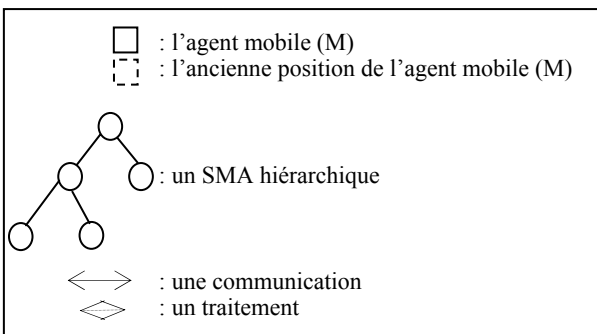 : l’agent mobile (M)
: l’ancienne position de l’agent mobile (M)
: un SMA hiérarchique
: une communication
: un traitement